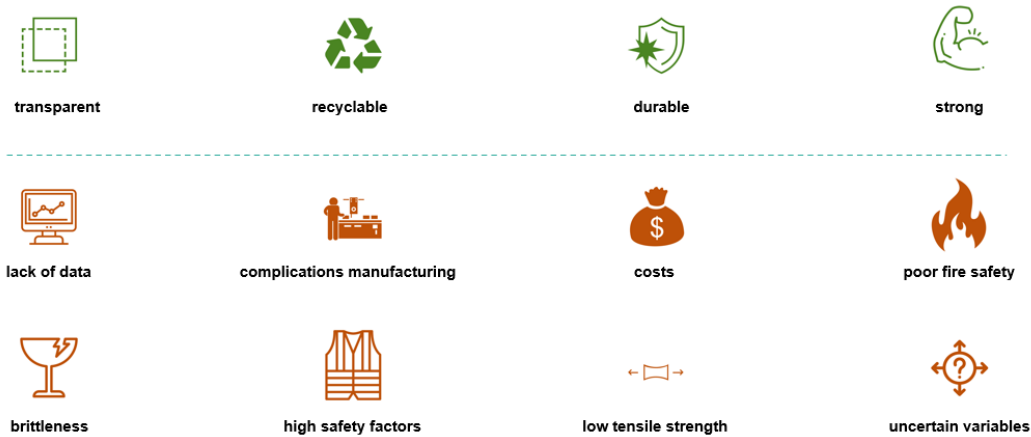 transparent
recyclable
durable
strong
lack of data
complications manufacturing
$
costs
poor fire safety
?
brittleness
high safety factors
low tensile strength
uncertain variables